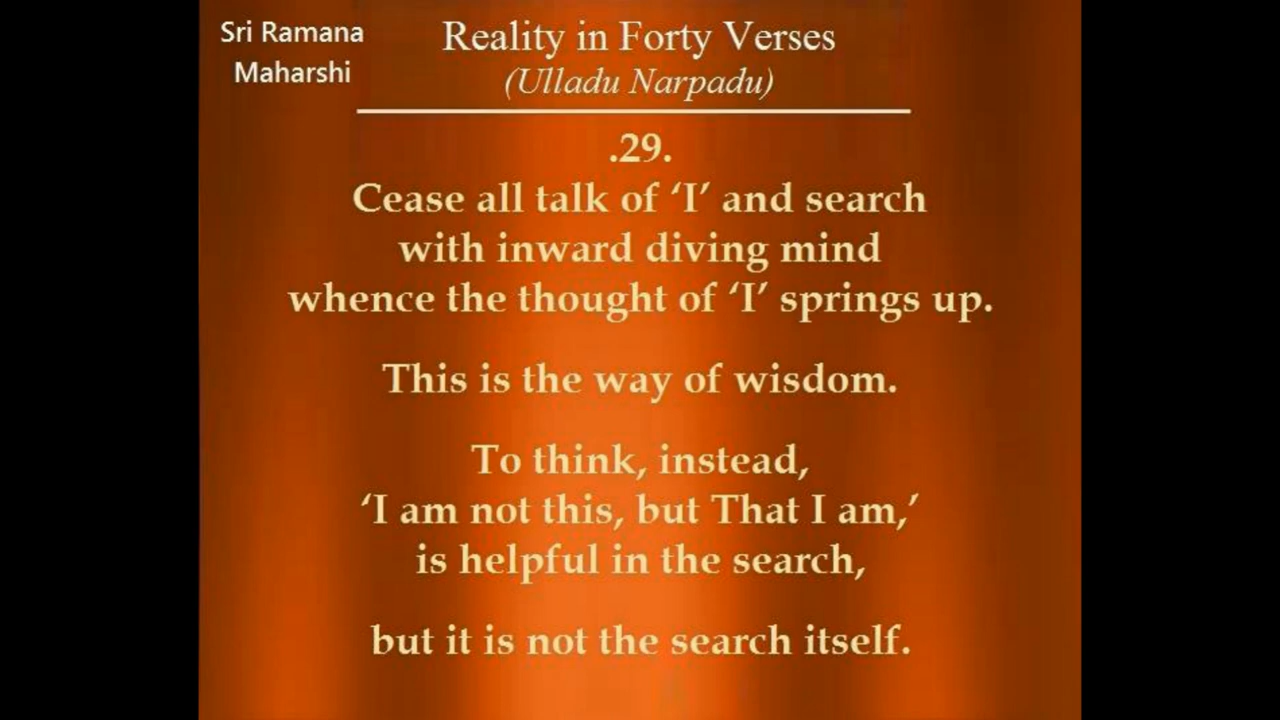 Sri Ramana
Maharshi
Reality in Forty Verses
(Ulladu Narpadu)
.29.
Cease all talk of ‘I’ and search
with inward diving mind
whence the thought of ‘I’ springs up.
This is the way of wisdom.
To think, instead,
‘I am not this, but That I am,’
is helpful in the search,
but it is not the search itself.